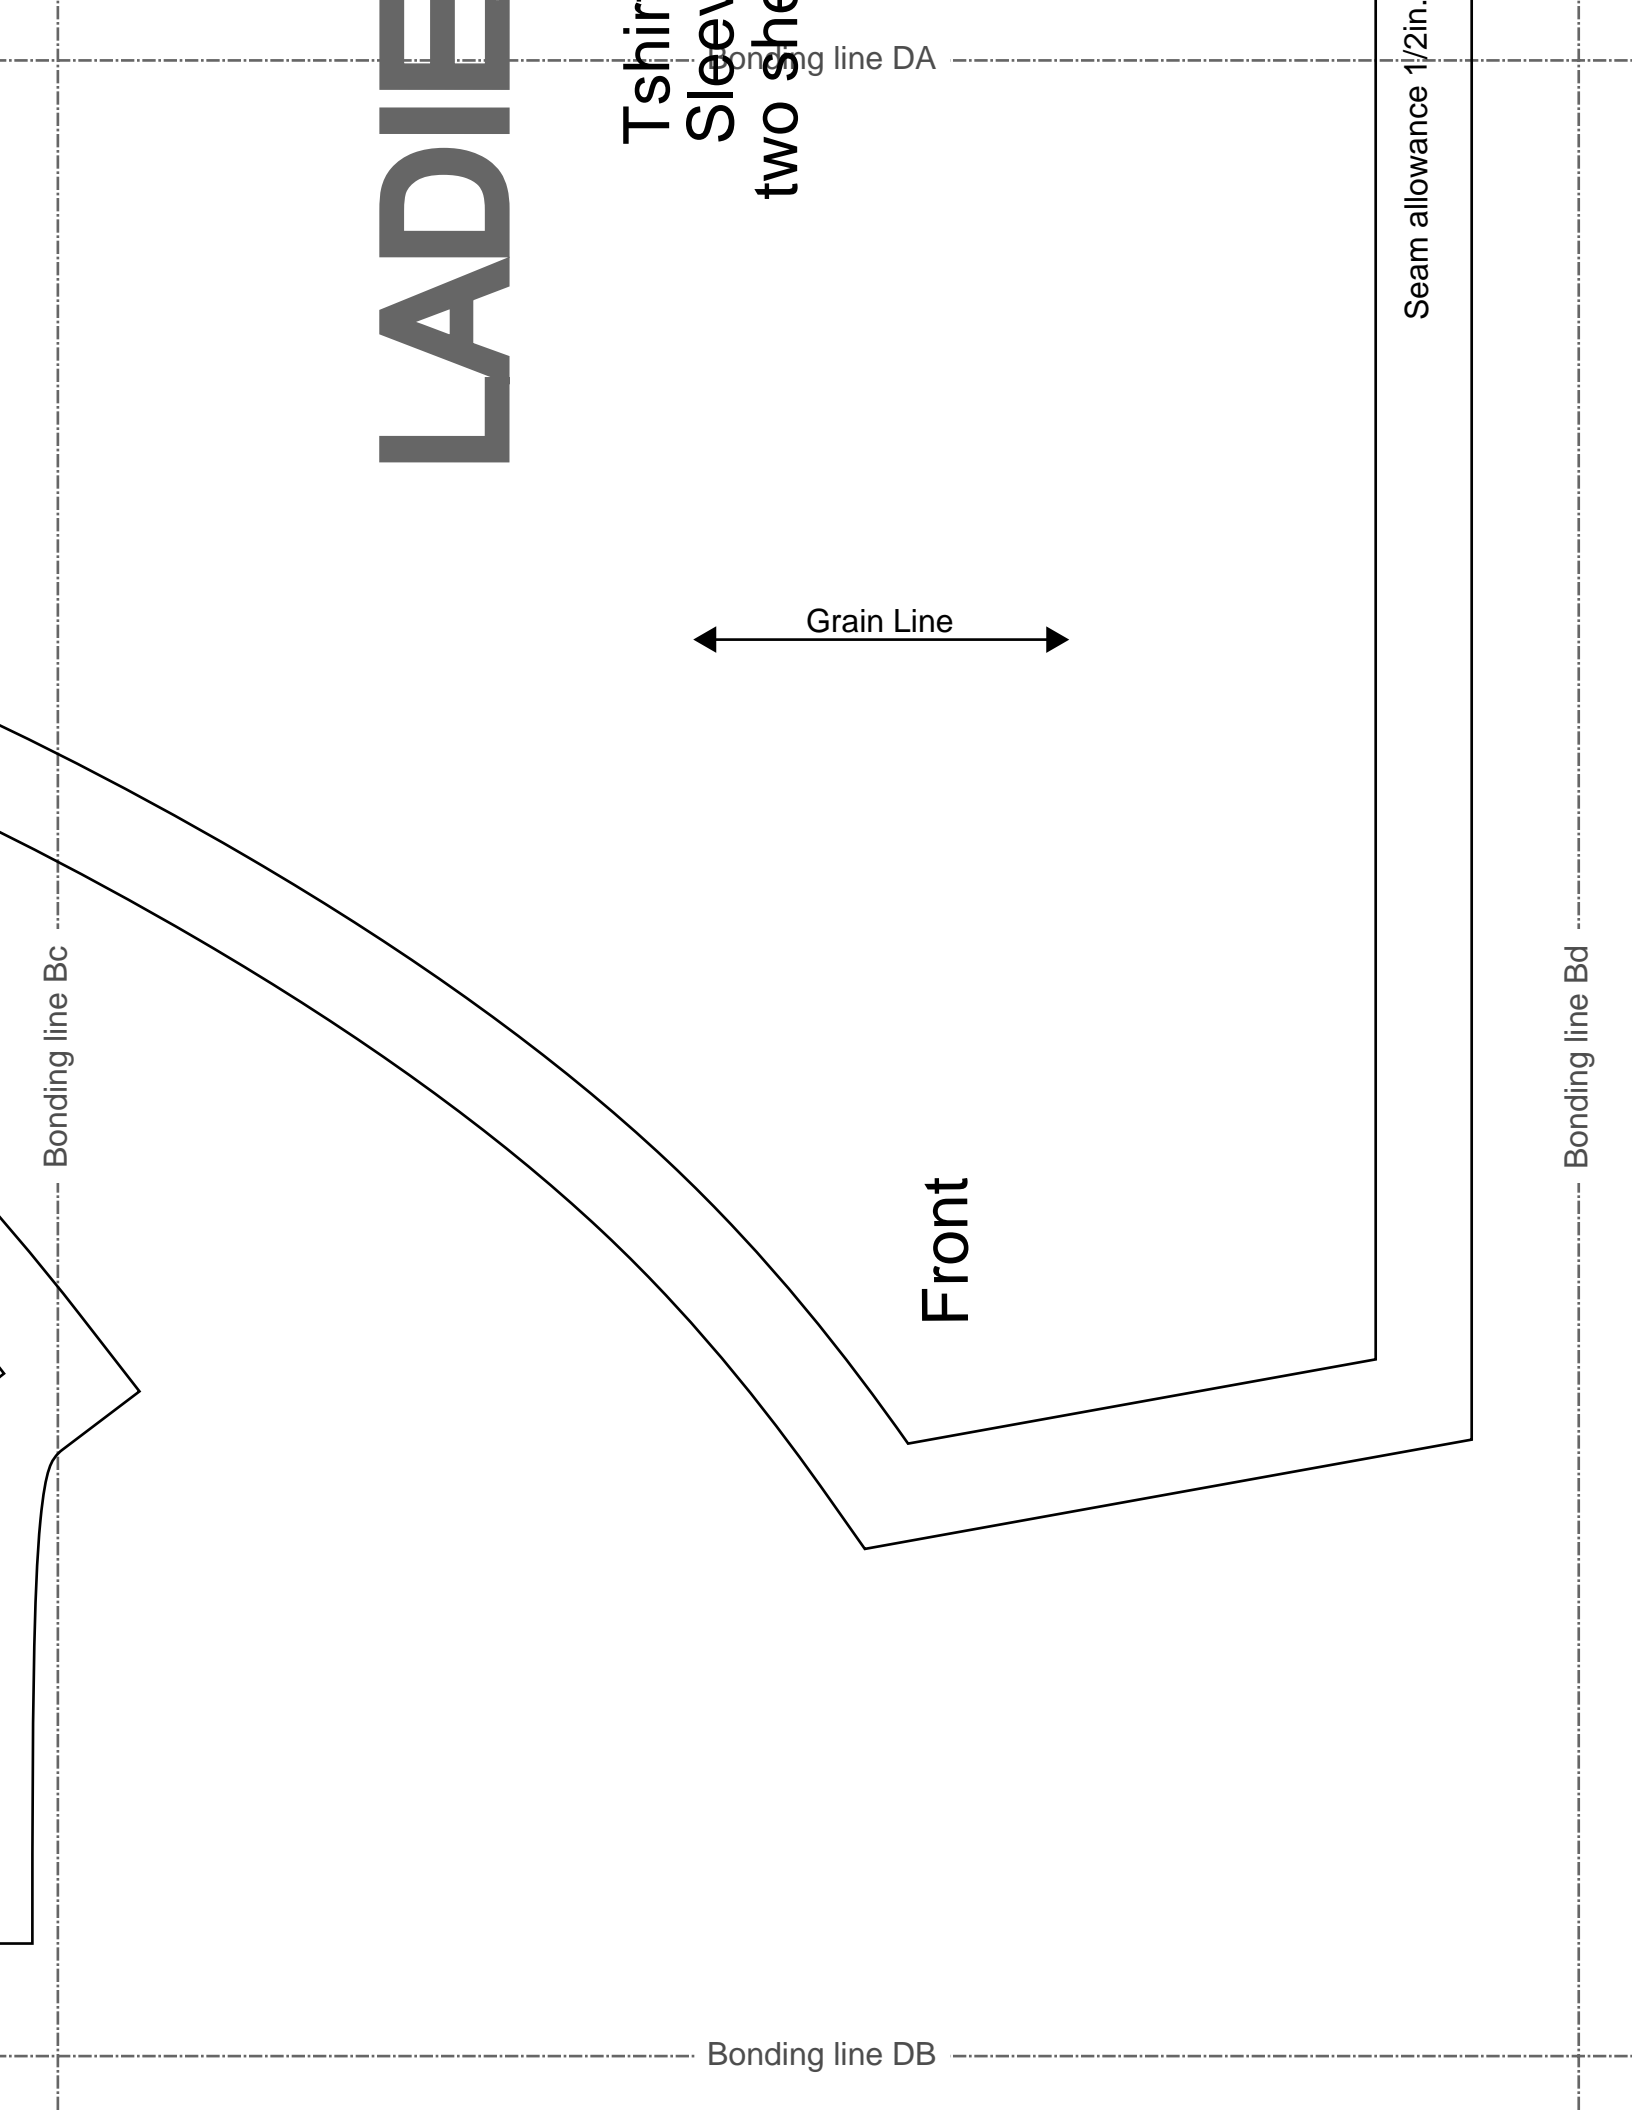 Bonding line DA
LADIE
Tshir
Slee
two she
Seam allowance 1/2in.
Grain Line
Bonding line Bc
Bonding line Bd
Front
Bonding line DB